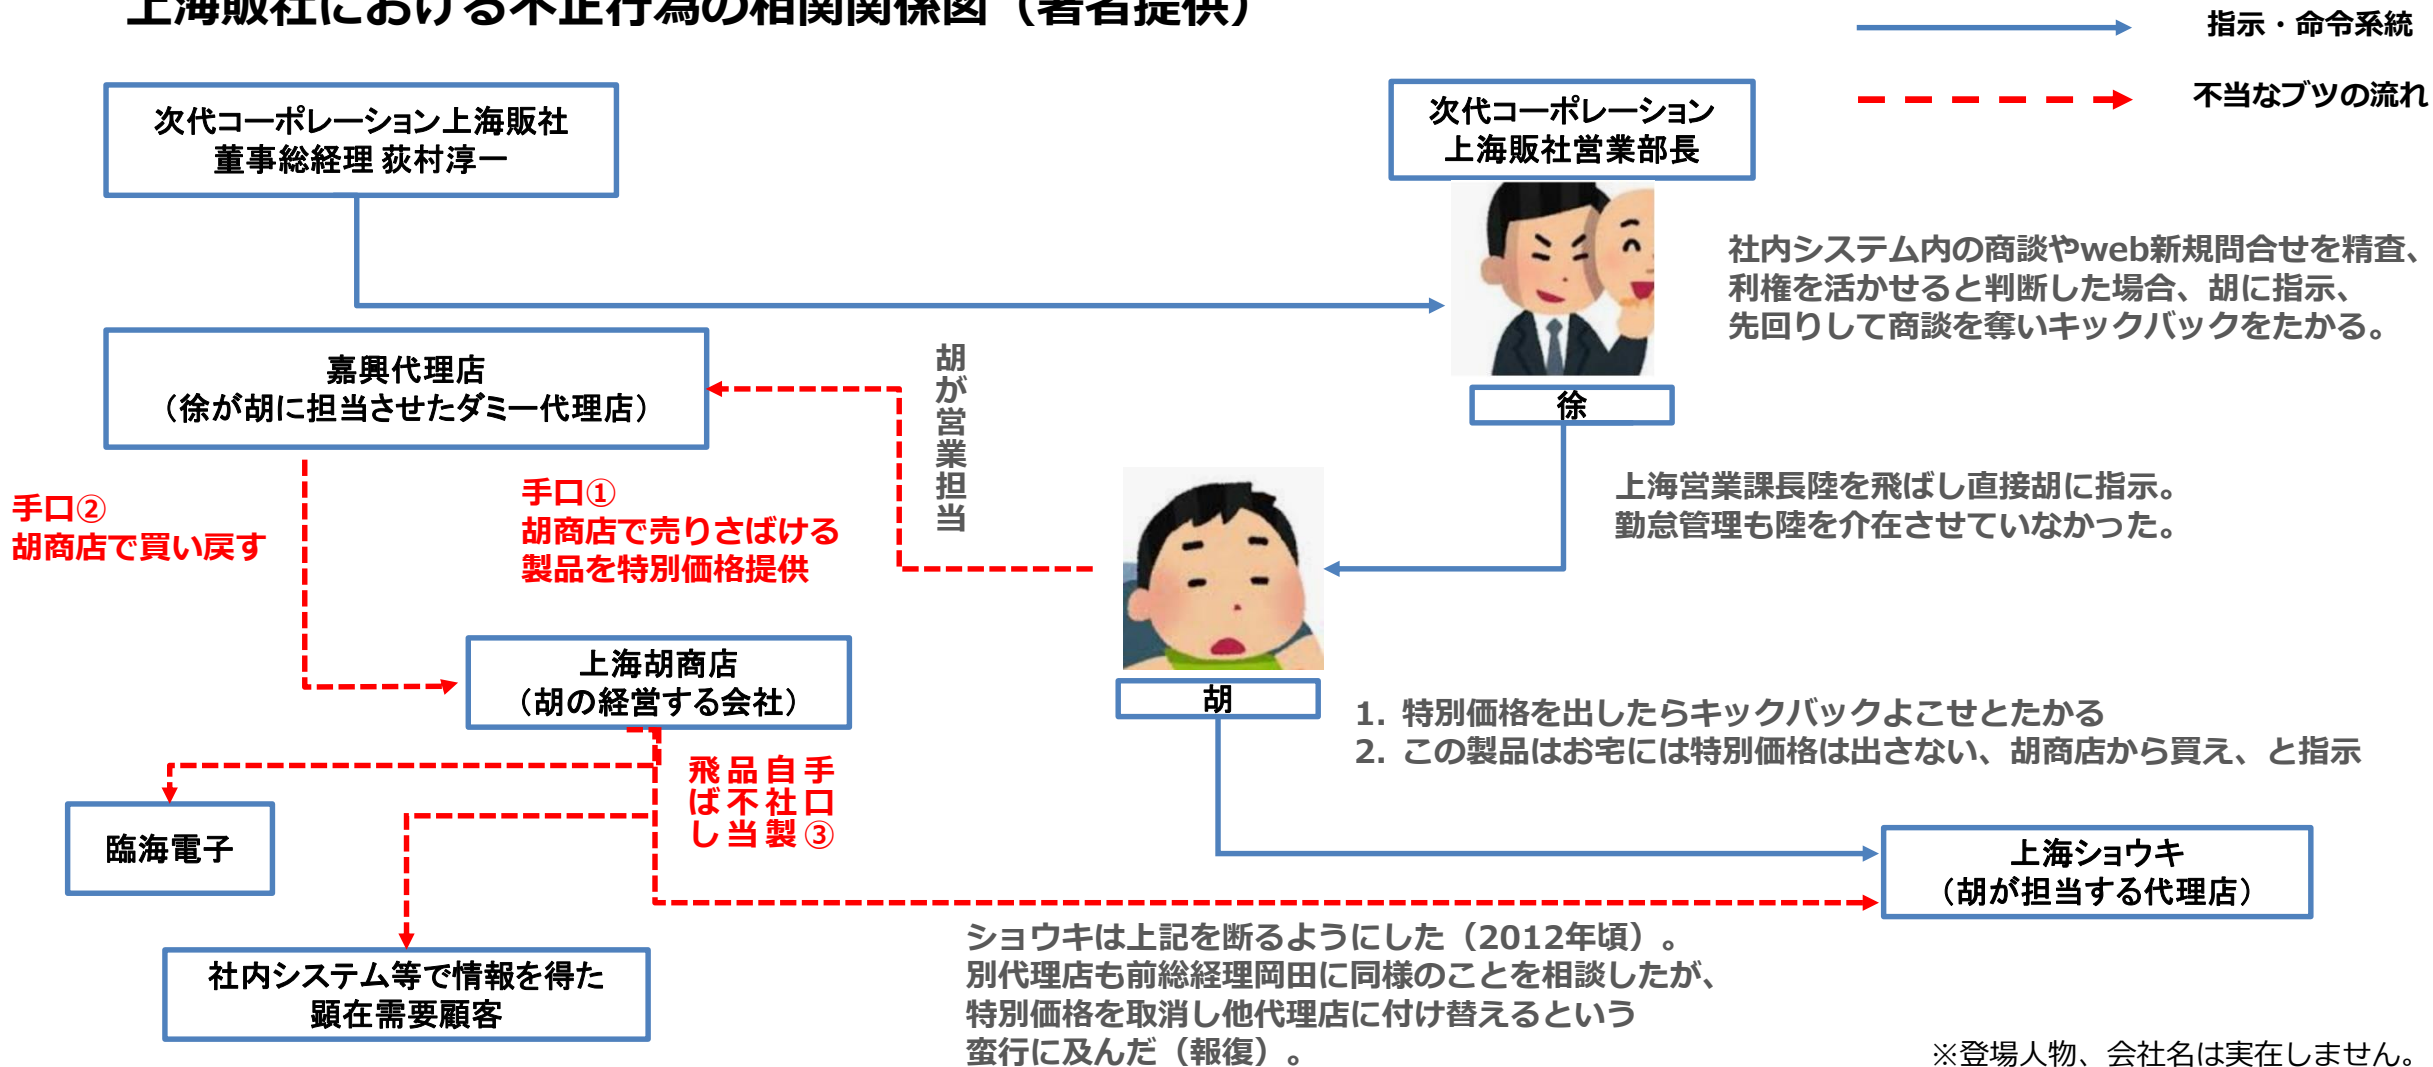 上海販社における不正行為の相関関係図（著者提供）
指示・命令系統
不当なブツの流れ
次代コーポレーション上海販社
董事総経理 荻村淳一
次代コーポレーション
上海販社営業部長
社内システム内の商談やweb新規問合せを精査、
利権を活かせると判断した場合、胡に指示、
先回りして商談を奪いキックバックをたかる。
徐
嘉興代理店
（徐が胡に担当させたダミー代理店）
胡が営業担当
上海営業課長陸を飛ばし直接胡に指示。
勤怠管理も陸を介在させていなかった。
手口①
胡商店で売りさばける
製品を特別価格提供
手口②
胡商店で買い戻す
上海胡商店
（胡の経営する会社）
胡
1. 特別価格を出したらキックバックよこせとたかる
2. この製品はお宅には特別価格は出さない、胡商店から買え、と指示
手口③
自社製
品不当
飛ばし
臨海電子
上海ショウキ
（胡が担当する代理店）
社内システム等で情報を得た
顕在需要顧客
ショウキは上記を断るようにした（2012年頃）。
別代理店も前総経理岡田に同様のことを相談したが、
特別価格を取消し他代理店に付け替えるという
蛮行に及んだ（報復）。
※登場人物、会社名は実在しません。